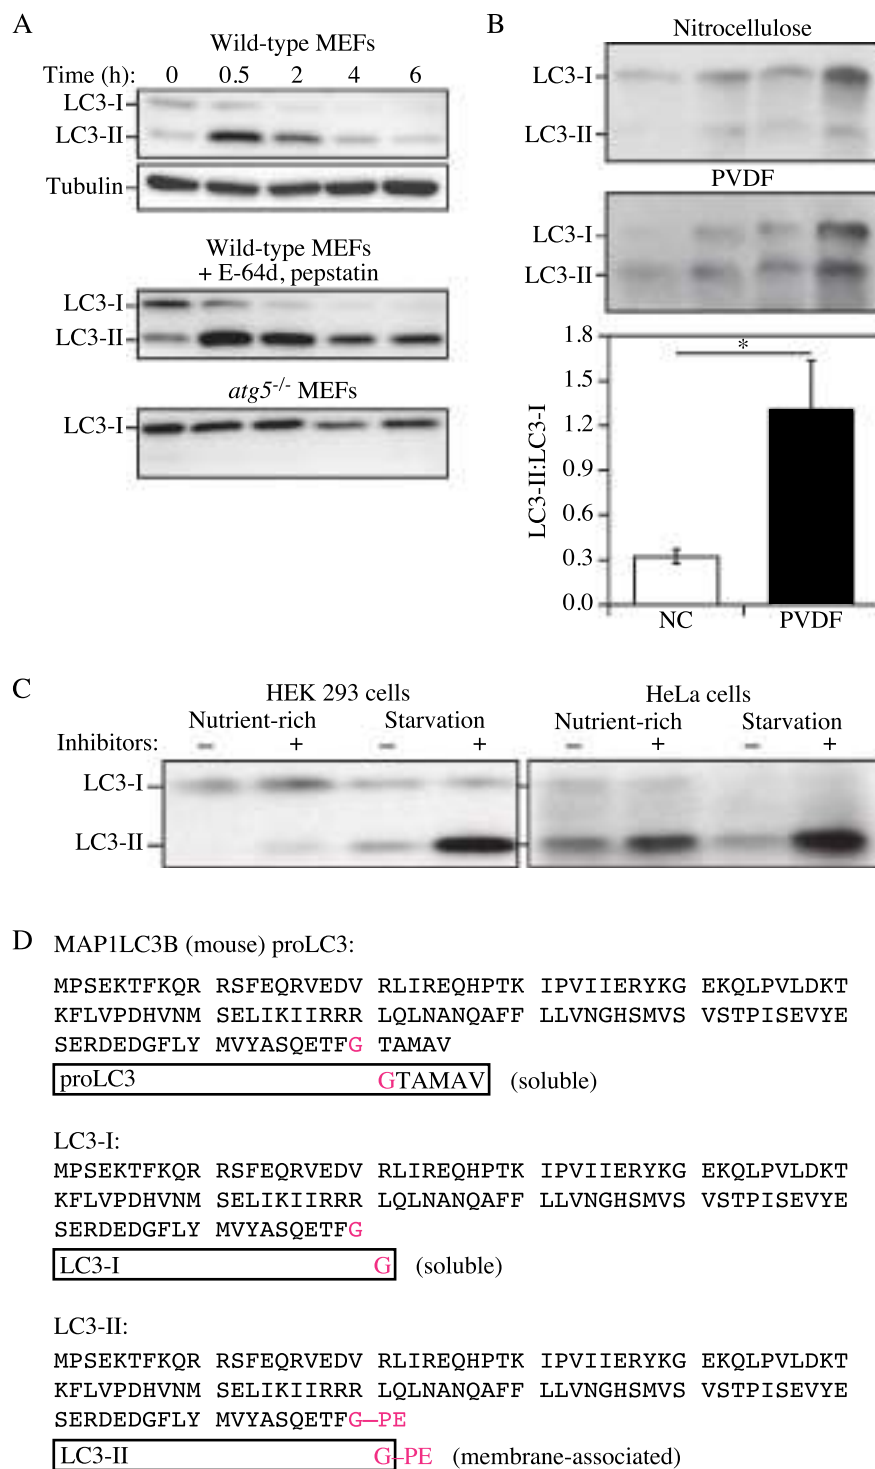 A
Wild-type MEFs
Time (h): 0 0.5 2 4 6
LC3-I
LC3-II
Tubulin
Wild-type MEFs
+ E-64d, pepstatin
LC3-I
LC3-II
atg5-/- MEFs
LC3-I
B
Nitrocellulose
LC3-I
LC3-II
PVDF
LC3-I
LC3-II
LC3-II:LC3-I
1.8
*
1.5
1.2
0.9
0.6
0.3
0.0
NC PVDF
C
HEK 293 cells HeLa cells
Nutrient-rich Starvation Nutrient-rich Starvation
Inhibitors: – + – + – + – +
LC3-I
LC3-II
D
MAP1LC3B (mouse) proLC3:
MPSEKTFKQR RSFEQRVEDV RLIREQHPTK IPVIIERYKG EKQLPVLDKT
KFLVPDHVNM SELIKIIRRR LQLNANQAFF LLVNGHSMVS VSTPISEVYE
SERDEDGFLY MVYASQETFG TAMAV
proLC3 GTAMAV (soluble)
LC3-I:
MPSEKTFKQR RSFEQRVEDV RLIREQHPTK IPVIIERYKG EKQLPVLDKT
KFLVPDHVNM SELIKIIRRR LQLNANQAFF LLVNGHSMVS VSTPISEVYE
SERDEDGFLY MVYASQETFG
LC3-I G (soluble)
LC3-II:
MPSEKTFKQR RSFEQRVEDV RLIREQHPTK IPVIIERYKG EKQLPVLDKT
KFLVPDHVNM SELIKIIRRR LQLNANQAFF LLVNGHSMVS VSTPISEVYE
SERDEDGFLY MVYASQETFG–PE
LC3-II G–PE (membrane-associated)